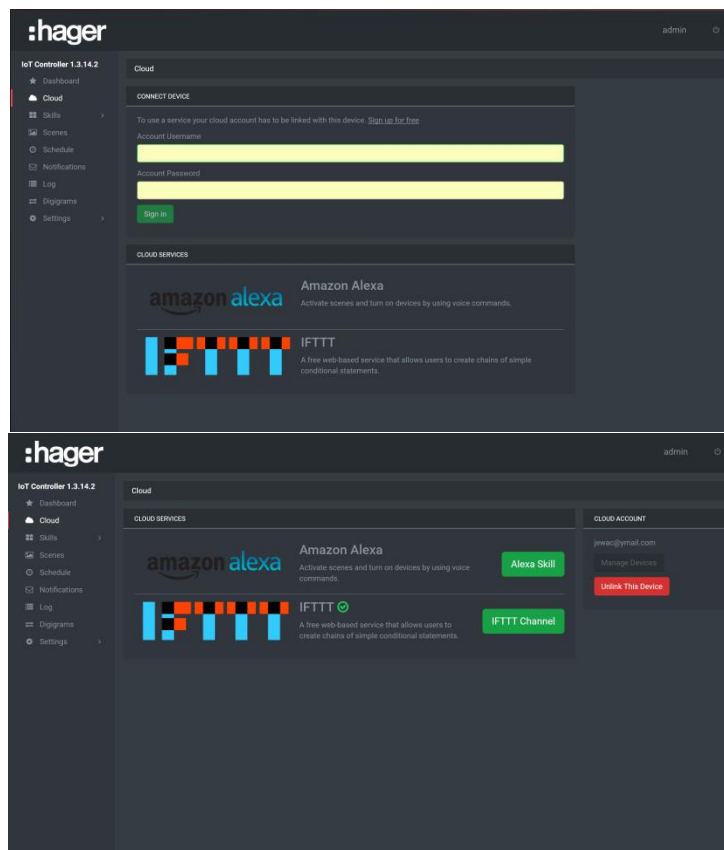 :hager
admin
IoT Controller 1.3.14.2
Dashboard
Cloud
Skills
Scenes
Schedule
Notifications
Log
Digigrams
Settings
Cloud
CONNECT DEVICE
To use a service your cloud account has to be linked with this device. Sign up for free
Account Username
Account Password
Sign in
CLOUD SERVICES
amazon alexa
Amazon Alexa
Activate scenes and turn on devices by using voice commands.
IFTTT
IFTTT
A free web-based service that allows users to create chains of simple
conditional statements.
:hager
admin
IoT Controller 1.3.14.2
Dashboard
Cloud
Skills
Scenes
Schedule
Notifications
Log
Digigrams
Settings
Cloud
CLOUD SERVICES
amazon alexa
Amazon Alexa
Activate scenes and turn on devices by using voice
commands.
Alexa Skill
IFTTT
IFTTT
A free web-based service that allows users to
create chains of simple conditional statements.
IFTTT Channel
CLOUD ACCOUNT
jewac@ymail.com
Manage Devices
Unlink This Device